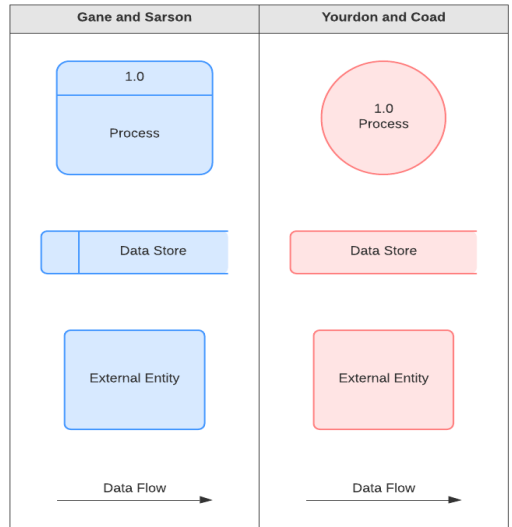 Gane and Sarson
Yourdon and Coad
1.0
Process
1.0
Process
Data Store
Data Store
External Entity
External Entity
Data Flow
Data Flow